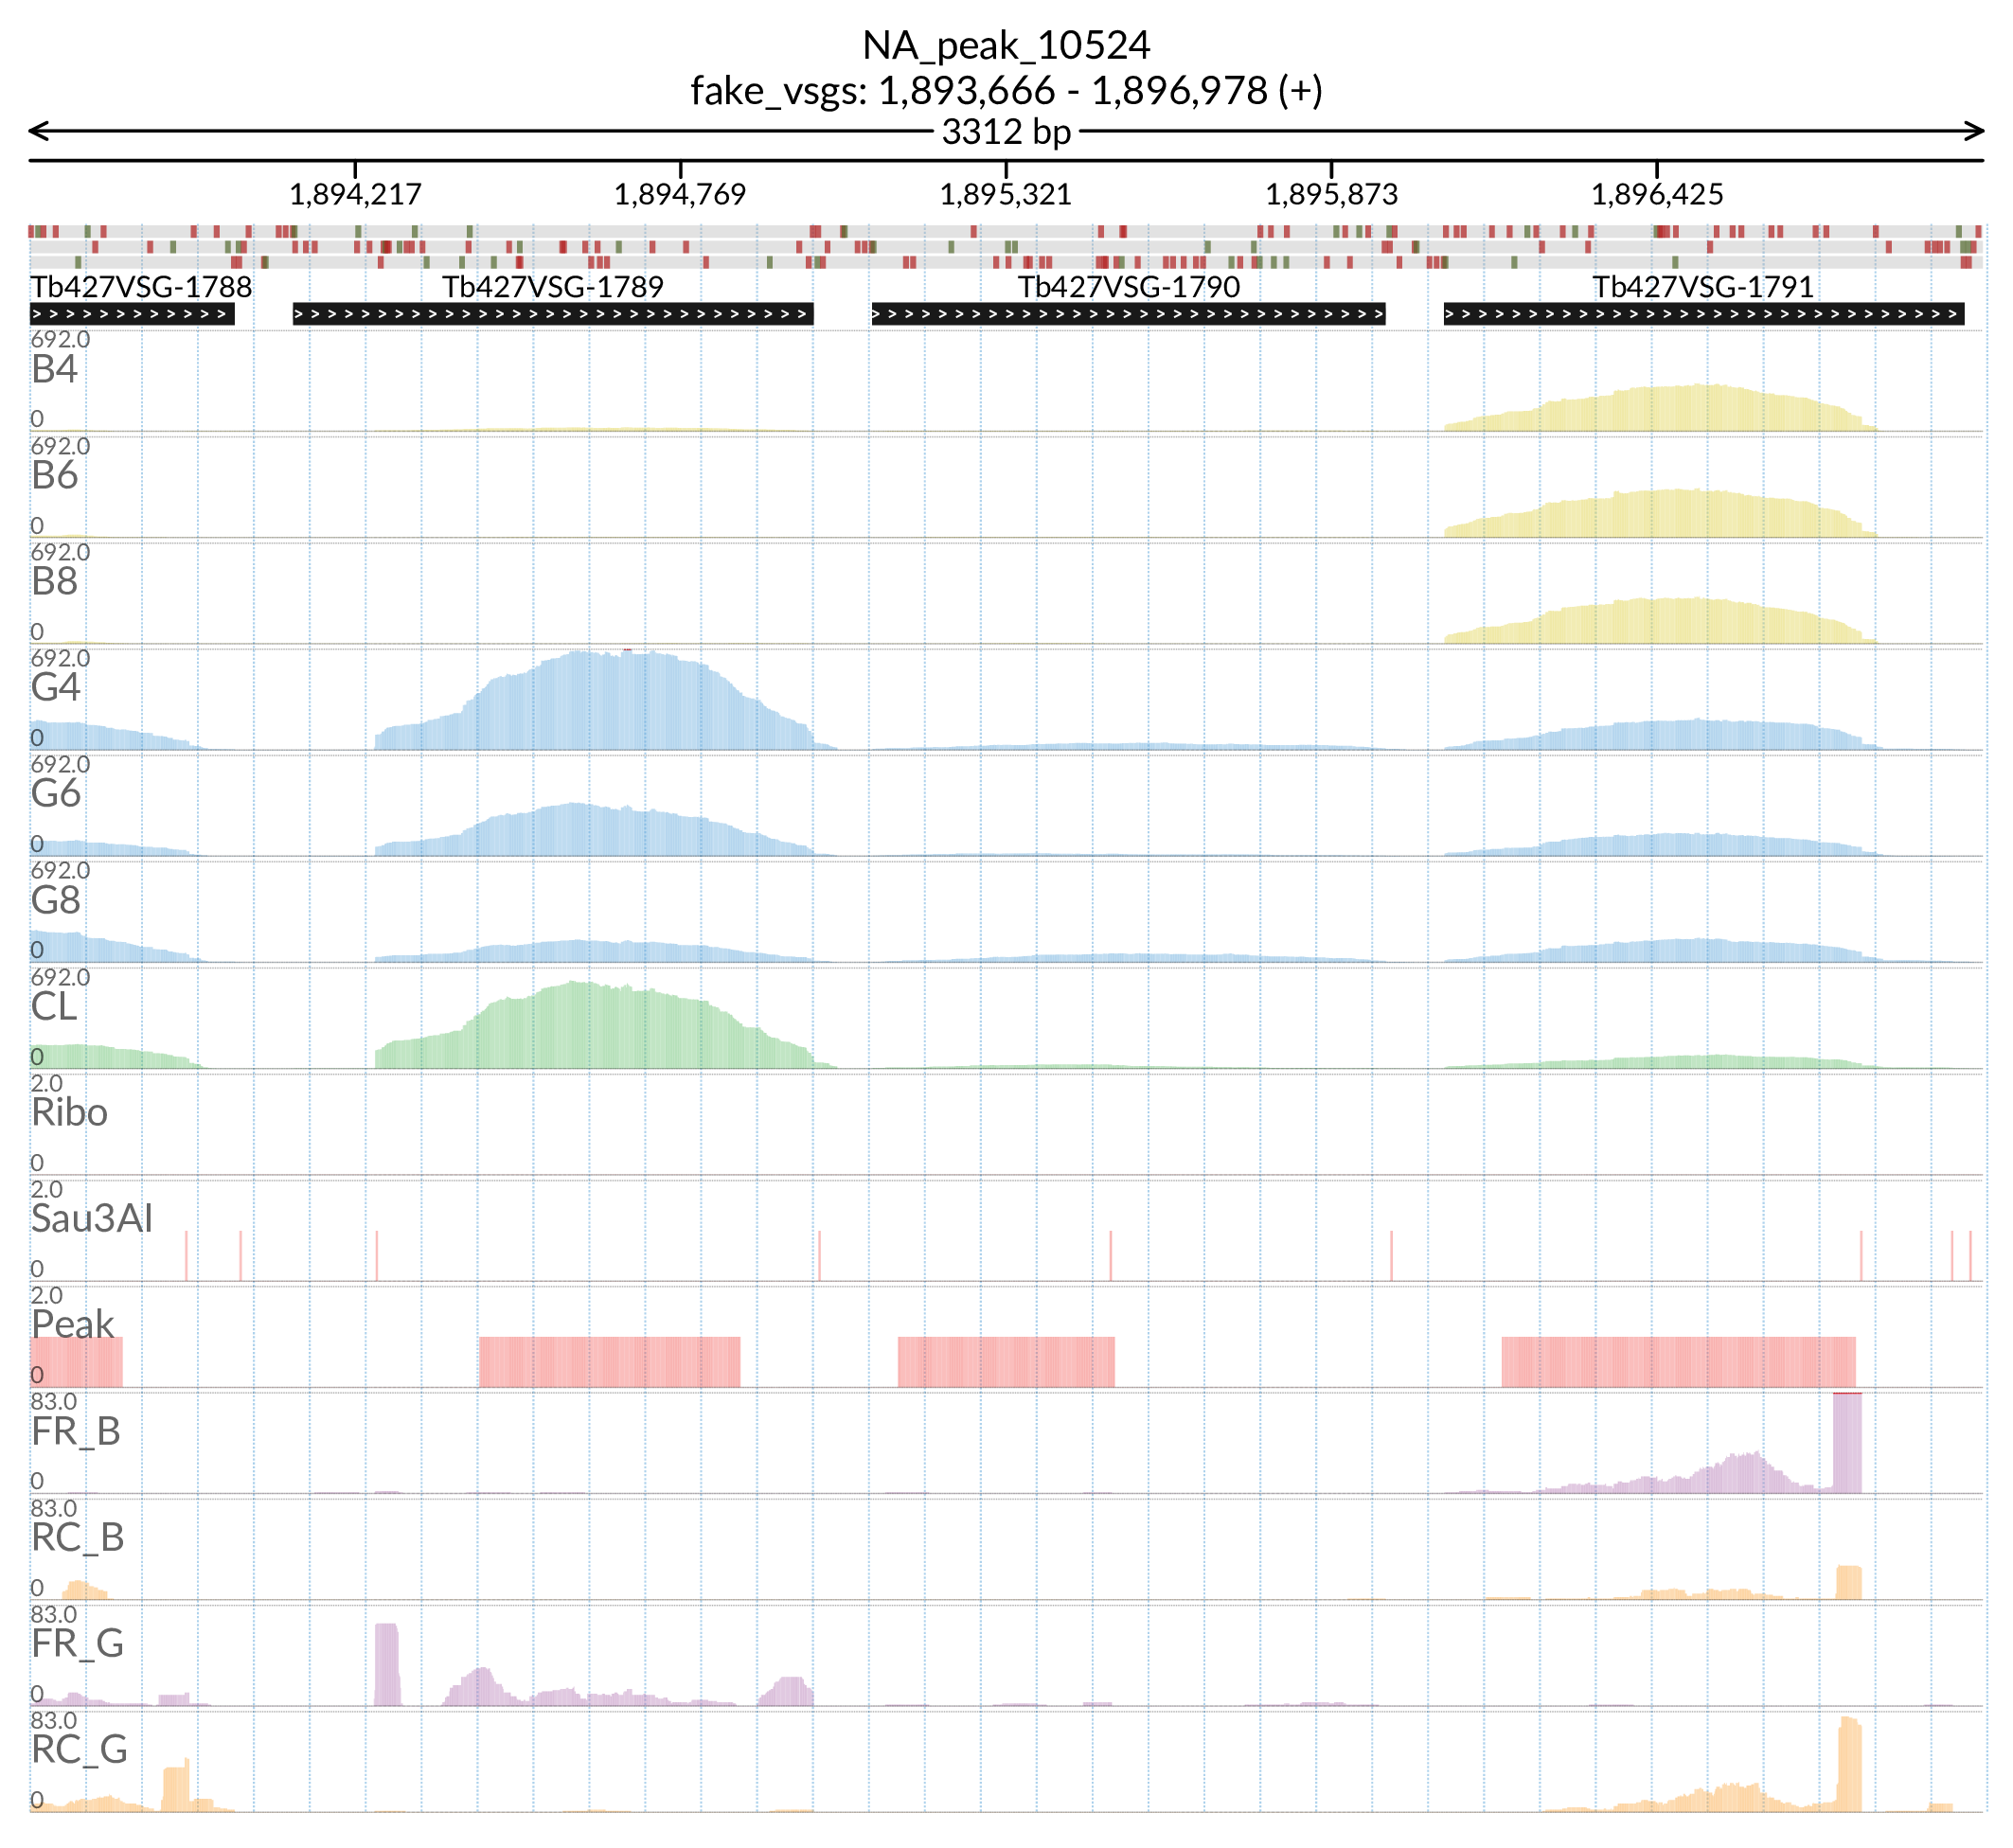 NA_peak_10524
fake_vsgs: 1,893,666 - 1,896,978 (+)
3312 bp
1,894,217 1,894,769 1,895,321 1,895,873 1,896,425
Tb427VSG-1788 Tb427VSG-1789 Tb427VSG-1790 Tb427VSG-1791
692.0
B4
0
692.0
B6
0
692.0
B8
0
692.0
G4
0
692.0
G6
0
692.0
G8
0
692.0
CL
0
2.0
Ribo
0
2.0
Sau3AI
0
2.0
Peak
0
83.0
FR_B
0
83.0
RC_B
0
83.0
FR_G
0
83.0
RC_G
0